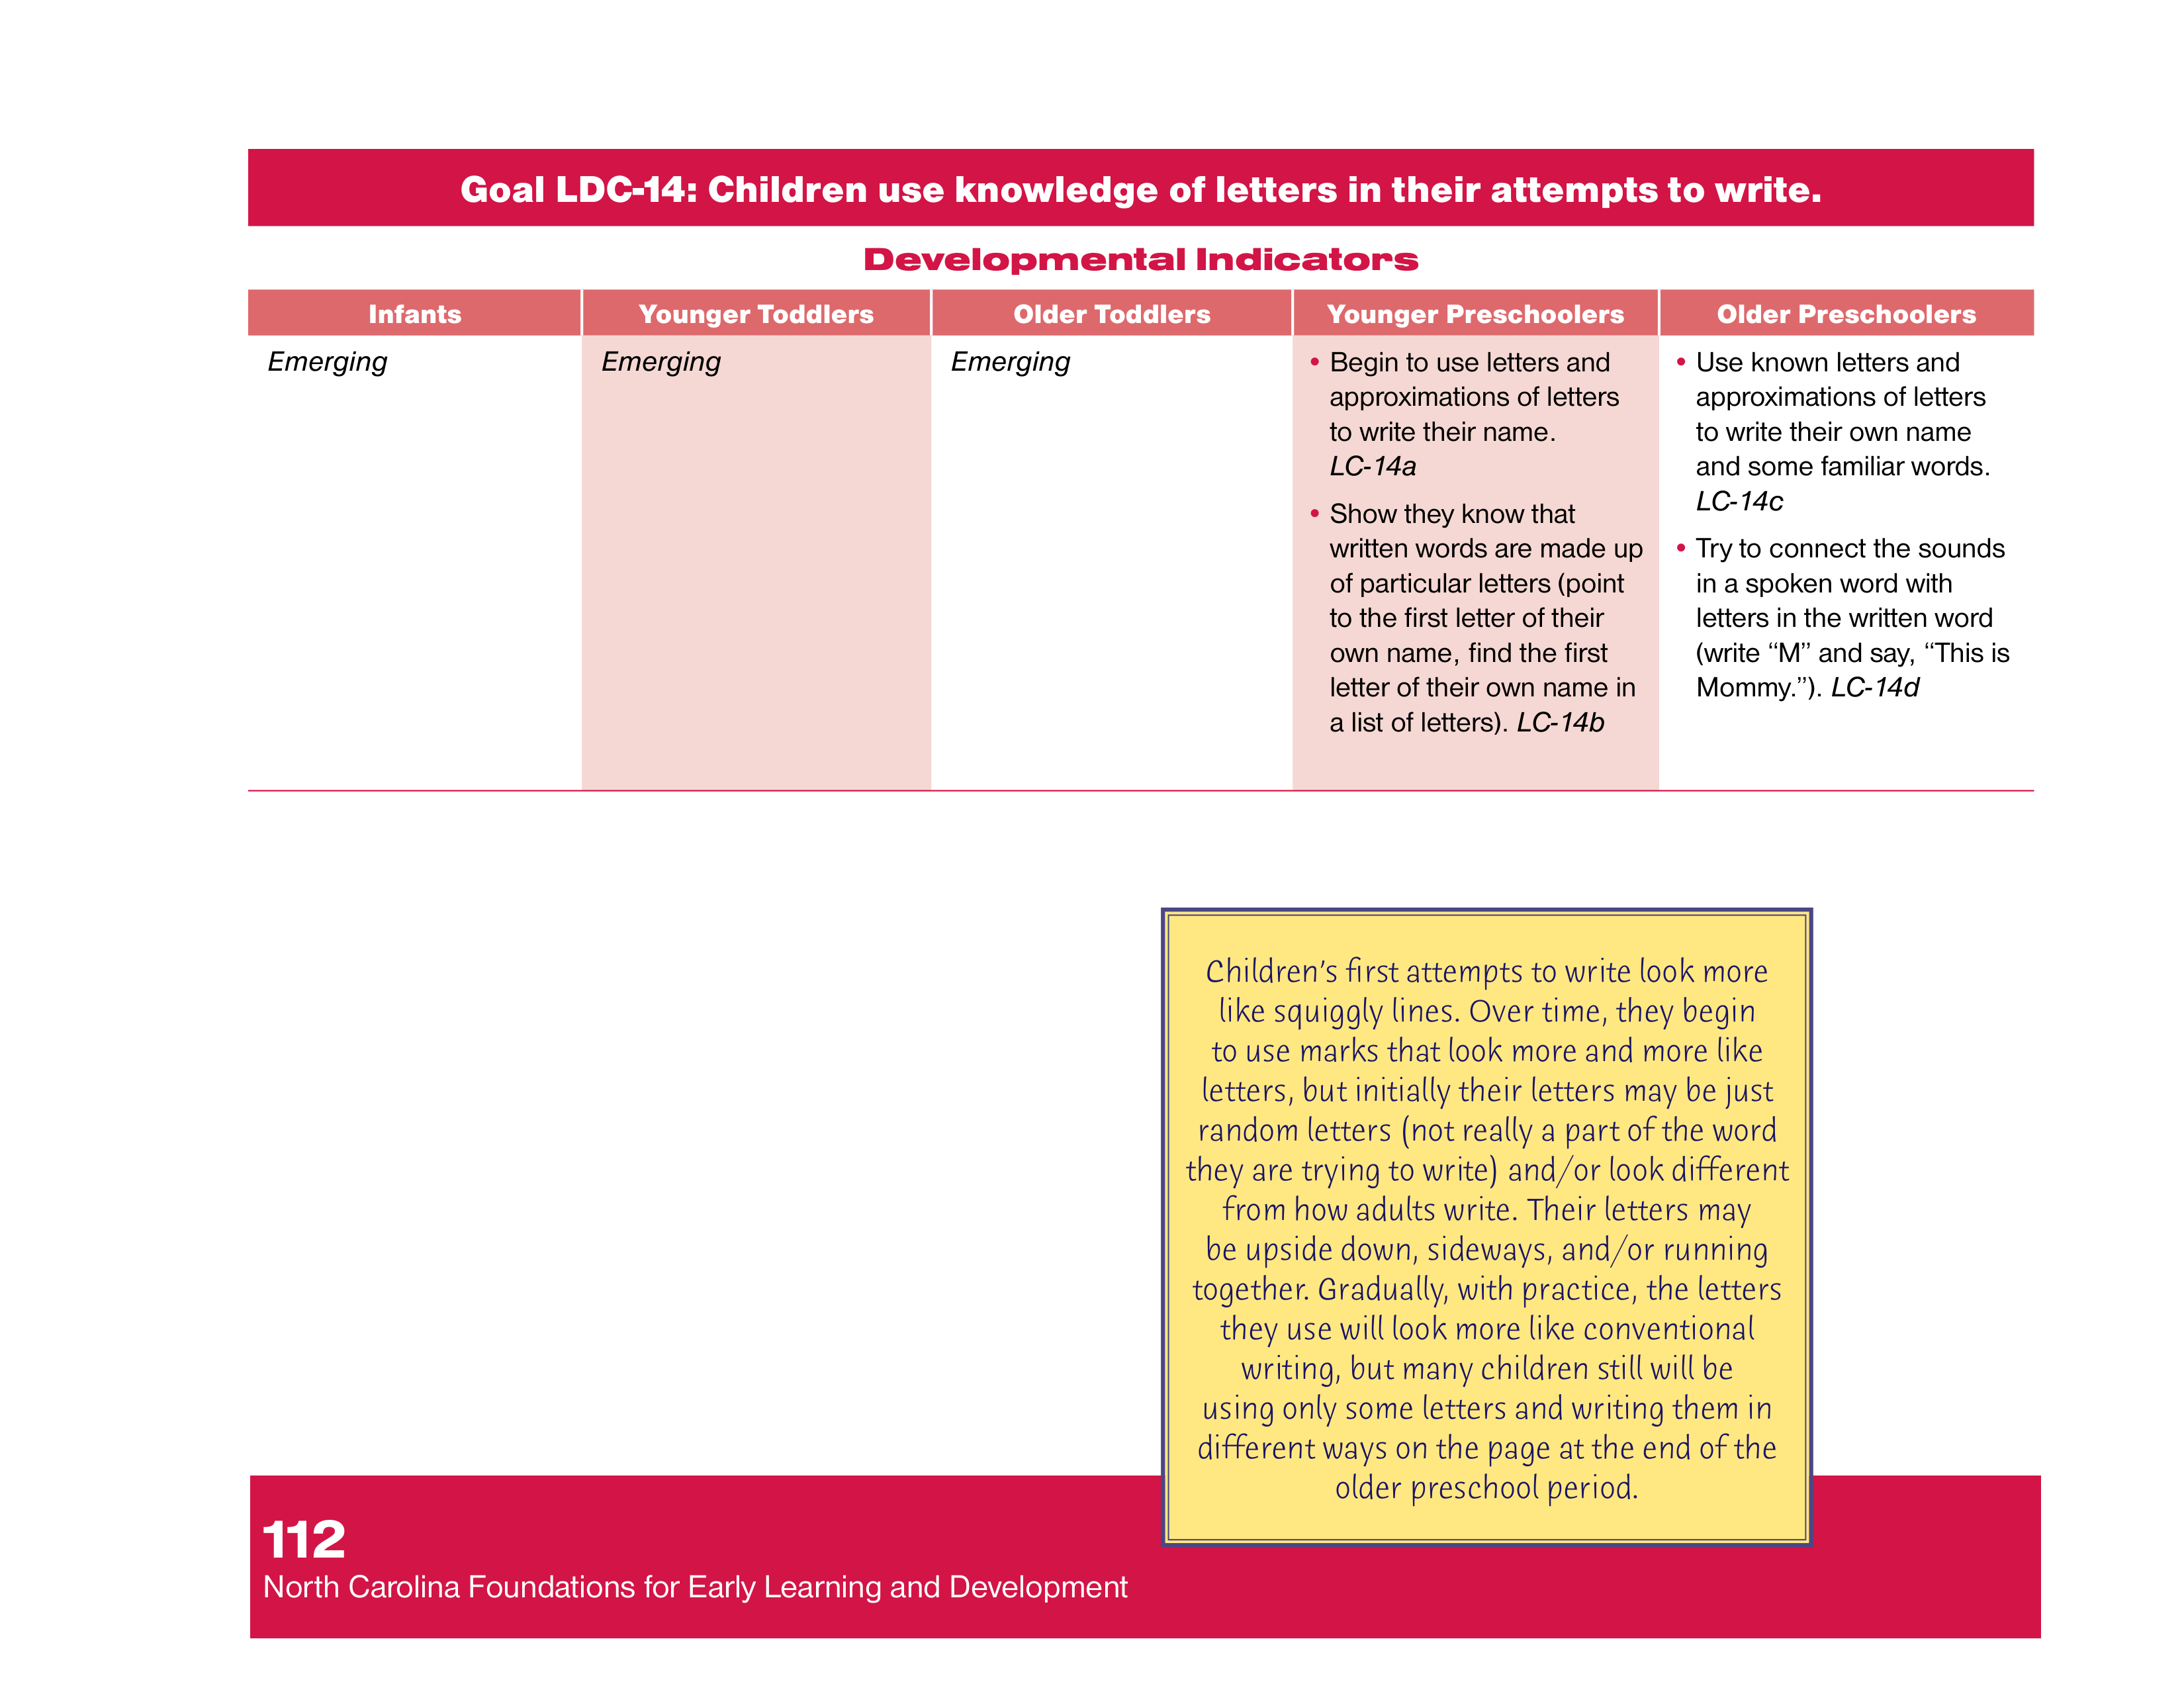 Goal LDC-14: Children use knowledge of letters in their attempts to write.
Developmental Indicators
Infants
Younger Toddlers
Older Toddlers
Younger Preschoolers
Older Preschoolers
Emerging
Emerging
Emerging
• Begin to use letters and
approximations of letters
to write their name.
LC-14a
• Show they know that
written words are made up
of particular letters (point
to the first letter of their
own name, find the first
letter of their own name in
a list of letters). LC-14b
• Use known letters and
approximations of letters
to write their own name
and some familiar words.
LC-14c
• Try to connect the sounds
in a spoken word with
letters in the written word
(write “M” and say, “This is
Mommy.”). LC-14d
Children’s first attempts to write look more
like squiggly lines. Over time, they begin
to use marks that look more and more like
letters, but initially their letters may be just
random letters (not really a part of the word
they are trying to write) and/or look different
from how adults write. Their letters may
be upside down, sideways, and/or running
together. Gradually, with practice, the letters
they use will look more like conventional
writing, but many children still will be
using only some letters and writing them in
different ways on the page at the end of the
older preschool period.
112
North Carolina Foundations for Early Learning and Development